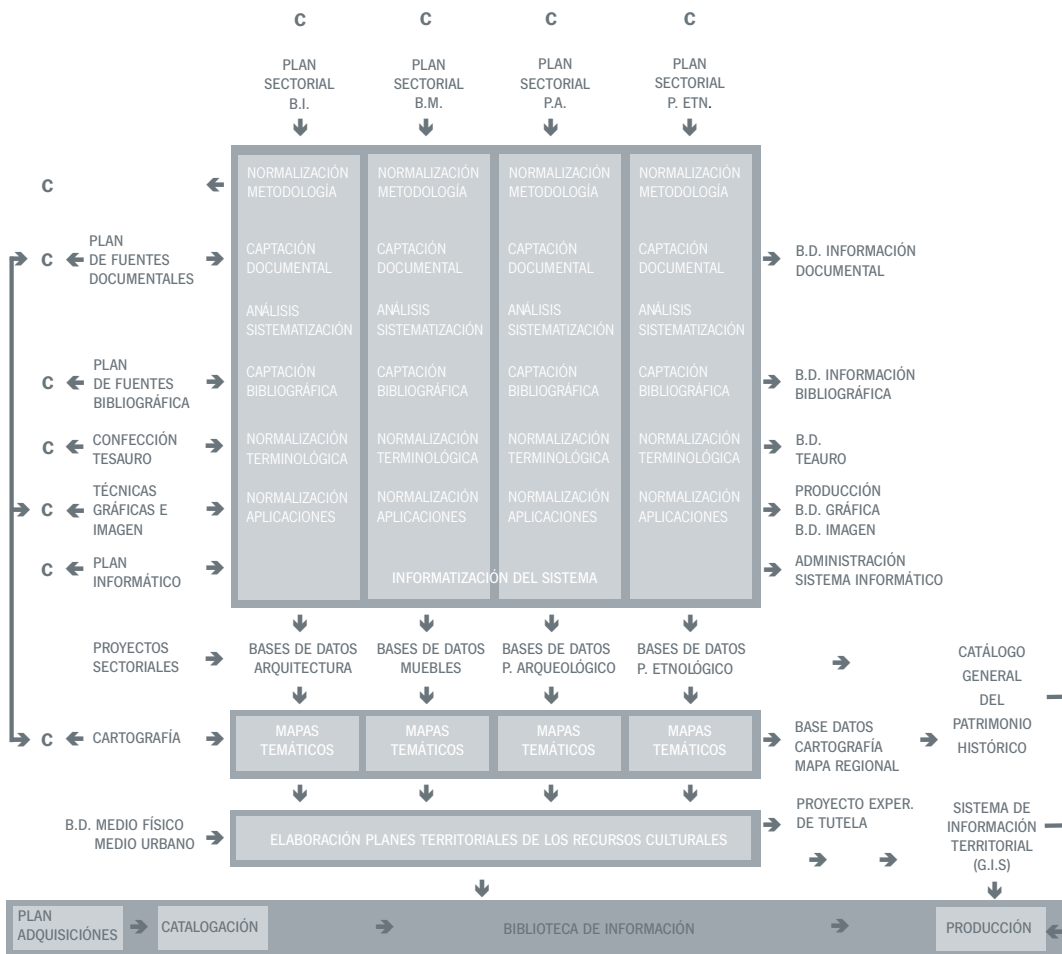 C C C C
PLAN PLAN PLAN PLAN
SECTORIAL SECTORIAL SECTORIAL SECTORIAL
B.I. B.M. P.A. P. ETN.
C
NORMALIZACIÓN NORMALIZACIÓN NORMALIZACIÓN NORMALIZACIÓN
METODOLOGÍA METODOLOGÍA METODOLOGÍA METODOLOGÍA
C
PLAN
DE FUENTES
DOCUMENTALES
CAPTACIÓN CAPTACIÓN CAPTACIÓN CAPTACIÓN
DOCUMENTAL DOCUMENTAL DOCUMENTAL DOCUMENTAL
B.D. INFORMACIÓN
DOCUMENTAL
ANÁLISIS ANÁLISIS ANÁLISIS ANÁLISIS
SISTEMATIZACIÓN SISTEMATIZACIÓN SISTEMATIZACIÓN SISTEMATIZACIÓN
C
PLAN
DE FUENTES
BIBLIOGRÁFICA
CAPTACIÓN CAPTACIÓN CAPTACIÓN CAPTACIÓN
BIBLIOGRÁFICA BIBLIOGRÁFICA BIBLIOGRÁFICA BIBLIOGRÁFICA
B.D. INFORMACIÓN
BIBLIOGRÁFICA
C
CONFECCIÓN
TESAURO
NORMALIZACIÓN NORMALIZACIÓN NORMALIZACIÓN NORMALIZACIÓN
TERMINOLÓGICA TERMINOLÓGICA TERMINOLÓGICA TERMINOLÓGICA
B.D.
TEAURO
C
TÉCNICAS
GRÁFICAS E
IMAGEN
NORMALIZACIÓN NORMALIZACIÓN NORMALIZACIÓN NORMALIZACIÓN
APLICACIONES APLICACIONES APLICACIONES APLICACIONES
PRODUCCIÓN
B.D. GRÁFICA
B.D. IMAGEN
C
PLAN
INFORMÁTICO
INFORMATIZACIÓN DEL SISTEMA
ADMINISTRACIÓN
SISTEMA INFORMÁTICO
PROYECTOS
SECTORIALES
BASES DE DATOS BASES DE DATOS BASES DE DATOS BASES DE DATOS
ARQUITECTURA MUEBLES P. ARQUEOLÓGICO P. ETNOLÓGICO
CATÁLOGO
GENERAL
DEL
PATRIMONIO
HISTÓRICO
C
CARTOGRAFÍA
MAPAS MAPAS MAPAS MAPAS
TEMÁTICOS TEMÁTICOS TEMÁTICOS TEMÁTICOS
BASE DATOS
CARTOGRAFÍA
MAPA REGIONAL
B.D. MEDIO FÍSICO
MEDIO URBANO
ELABORACIÓN PLANES TERRITORIALES DE LOS RECURSOS CULTURALES
PROYECTO EXPER.
DE TUTELA
SISTEMA DE
INFORMACIÓN
TERRITORIAL
(G.I.S)
PLAN
ADQUISICIÓNES
CATALOGACIÓN
BIBLIOTECA DE INFORMACIÓN
PRODUCCIÓN